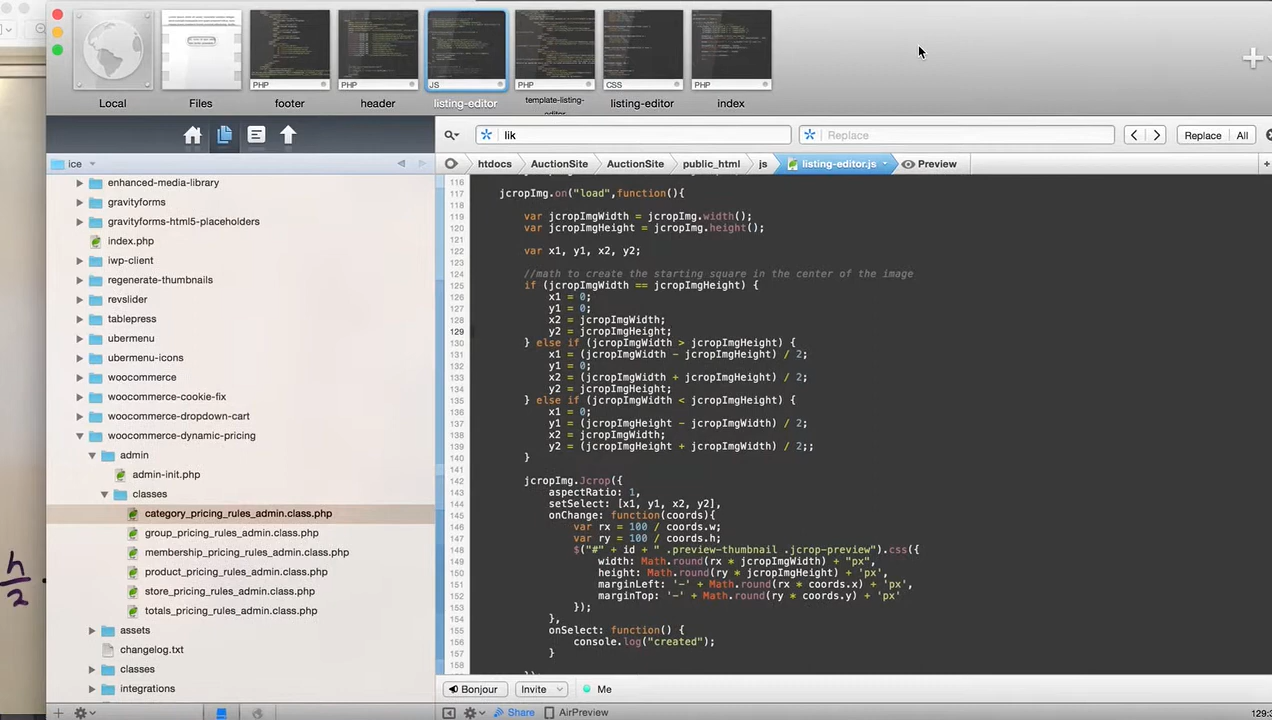 PHP
PHP
JS
PHP
CSS
PHP
Local
Files
footer
header
listing-editor
template-listing-
editor
listing-editor
index
lik
Replace
Replace
All
ice
htdocs
AuctionSite
AuctionSite
public_html
js
listing-editor.js
Preview
enhanced-media-library
gravityforms
gravityforms-html5-placeholders
index.php
iwp-client
regenerate-thumbnails
revslider
tablepress
ubermenu
ubermenu-icons
woocommerce
woocommerce-cookie-fix
woocommerce-dropdown-cart
woocommerce-dynamic-pricing
admin
admin-init.php
classes
category_pricing_rules_admin.class.php
group_pricing_rules_admin.class.php
membership_pricing_rules_admin.class.php
product_pricing_rules_admin.class.php
store_pricing_rules_admin.class.php
totals_pricing_rules_admin.class.php
assets
changelog.txt
classes
integrations
116
117 jcropImg.on("load",function(){
118
119 var jcropImgWidth = jcropImg.width();
120 var jcropImgHeight = jcropImg.height();
121
122 var x1, y1, x2, y2;
123
124 //math to create the starting square in the center of the image
125 if (jcropImgWidth == jcropImgHeight) {
126 x1 = 0;
127 y1 = 0;
128 x2 = jcropImgWidth;
129 y2 = jcropImgHeight;
130 } else if (jcropImgWidth > jcropImgHeight) {
131 x1 = (jcropImgWidth - jcropImgHeight) / 2;
132 y1 = 0;
133 x2 = (jcropImgWidth + jcropImgHeight) / 2;
134 y2 = jcropImgHeight;
135 } else if (jcropImgWidth < jcropImgHeight) {
136 x1 = 0;
137 y1 = (jcropImgHeight - jcropImgWidth) / 2;
138 x2 = jcropImgWidth;
139 y2 = (jcropImgHeight + jcropImgWidth) / 2;;
140 }
141
142 jcropImg.Jcrop({
143 aspectRatio: 1,
144 setSelect: [x1, y1, x2, y2],
145 onChange: function(coords){
146 var rx = 100 / coords.w;
147 var ry = 100 / coords.h;
148 $("#" + id + " .preview-thumbnail .jcrop-preview").css({
149 width: Math.round(rx * jcropImgWidth) + "px",
150 height: Math.round(ry * jcropImgHeight) + 'px',
151 marginLeft: '-' + Math.round(rx * coords.x) + 'px',
152 marginTop: '-' + Math.round(ry * coords.y) + 'px'
153 });
154 },
155 onSelect: function() {
156 console.log("created");
157 }
158
h
2
Bonjour
Invite
Me
Share
AirPreview
129:3